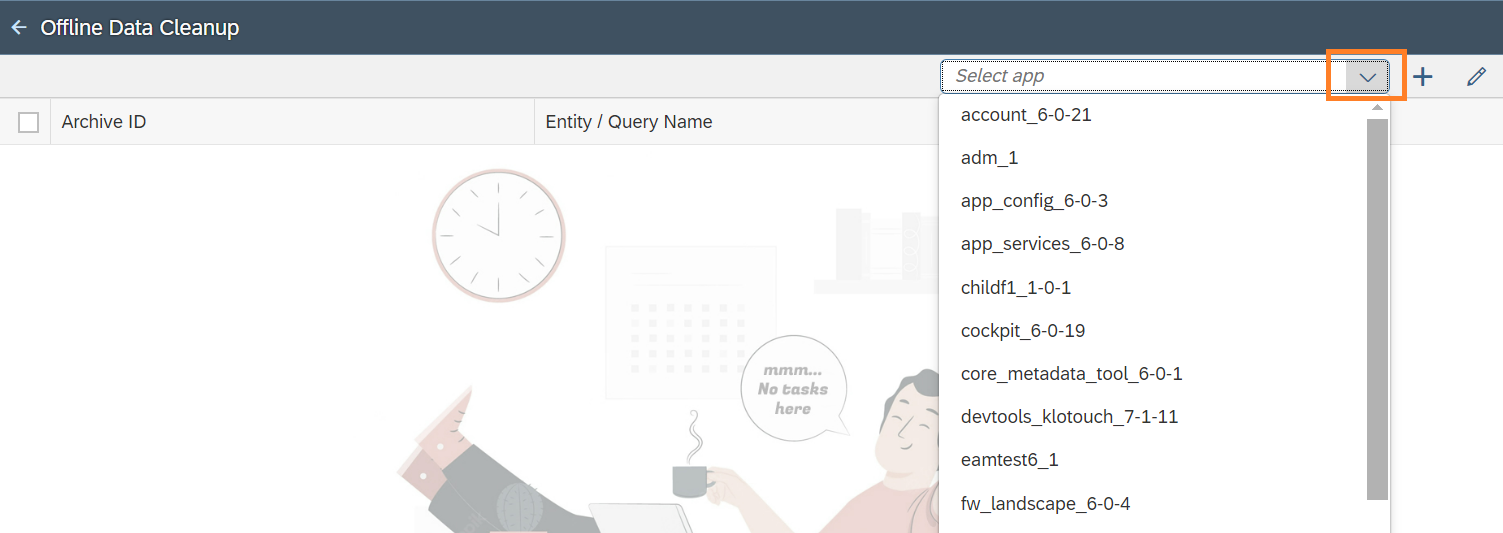 Offline Data Cleanup
Select app
Archive ID
Entity / Query Name
account_6-0-21
adm_1
app_config_6-0-3
app_services_6-0-8
childf1_1-0-1
cockpit_6-0-19
core_metadata_tool_6-0-1
devtools_klotouch_7-1-11
eamtest6_1
fw_landscape_6-0-4
mmm...
No tasks
here